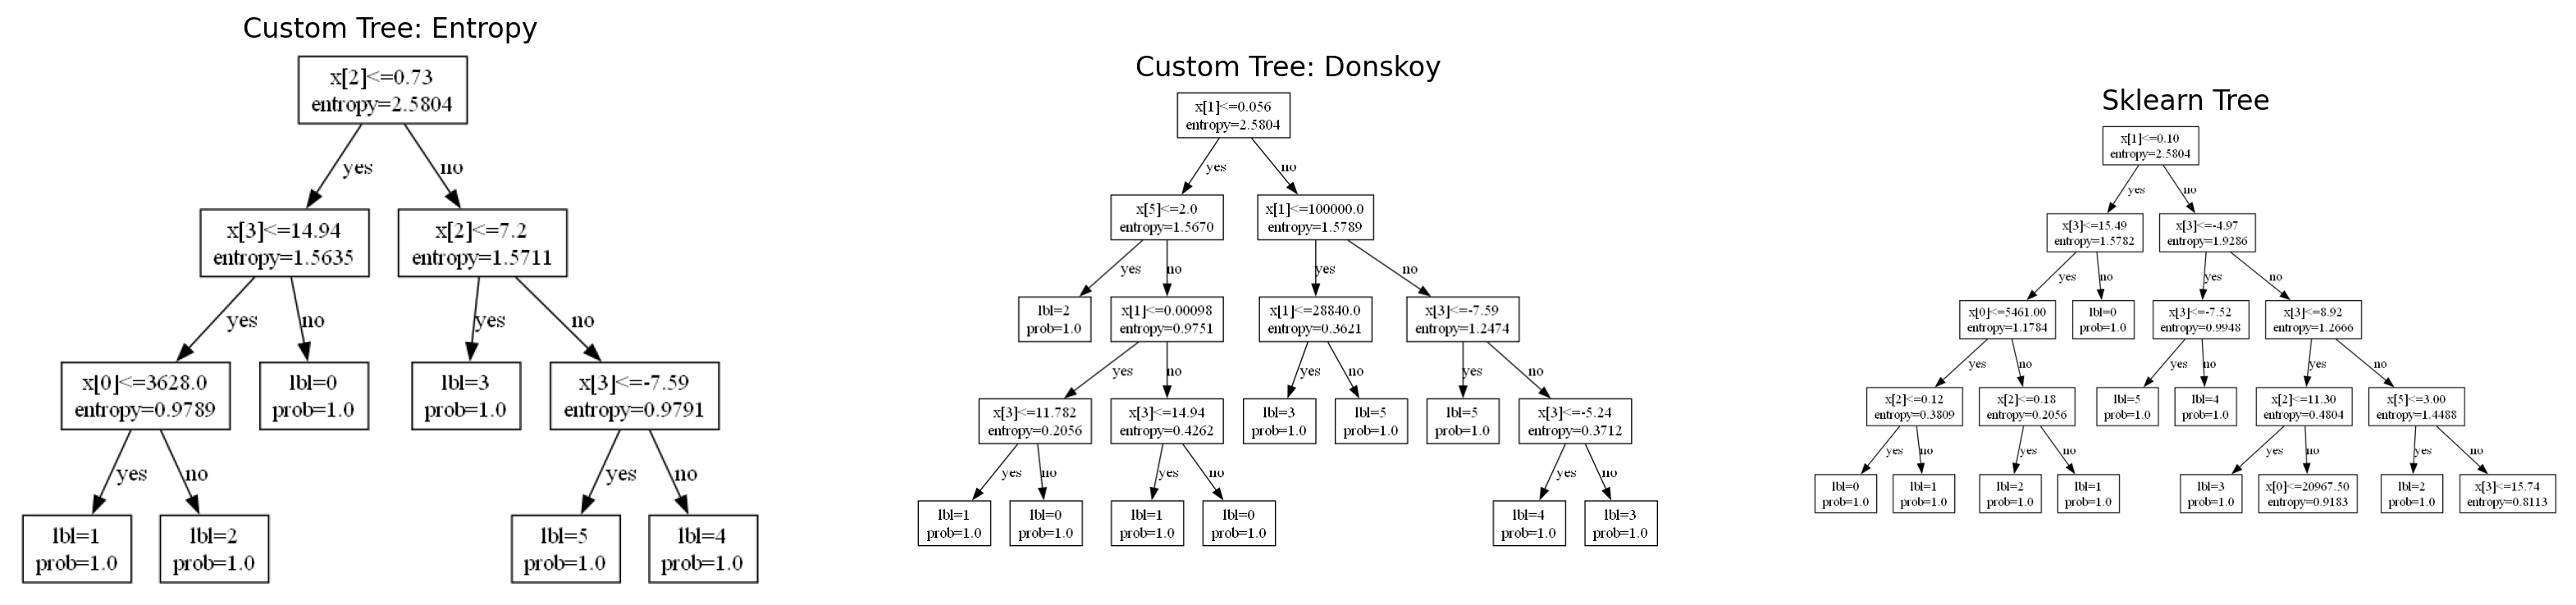 Custom Tree: Entropy
x[2]<=0.73
entropy=2.5804
yes
no
x[3]<=14.94
entropy=1.5635
x[2]<=7.2
entropy=1.5711
yes
no
yes
no
x[0]<=3628.0
entropy=0.9789
lbl=0
prob=1.0
lbl=3
prob=1.0
x[3]<=-7.59
entropy=0.9791
yes
no
yes
no
lbl=1
prob=1.0
lbl=2
prob=1.0
lbl=5
prob=1.0
lbl=4
prob=1.0
Custom Tree: Donskoy
x[1]<=0.056
entropy=2.5804
yes
no
x[5]<=2.0
entropy=1.5670
x[1]<=100000.0
entropy=1.5789
yes
no
yes
no
lbl=2
prob=1.0
x[1]<=0.00098
entropy=0.9751
x[1]<=28840.0
entropy=0.3621
x[3]<=-7.59
entropy=1.2474
yes
no
yes
no
yes
no
x[3]<=11.782
entropy=0.2056
x[3]<=14.94
entropy=0.4262
lbl=3
prob=1.0
lbl=5
prob=1.0
lbl=5
prob=1.0
x[3]<=-5.24
entropy=0.3712
yes
no
yes
no
yes
no
lbl=1
prob=1.0
lbl=0
prob=1.0
lbl=1
prob=1.0
lbl=0
prob=1.0
lbl=4
prob=1.0
lbl=3
prob=1.0
Sklearn Tree
x[1]<=0.10
entropy=2.5804
yes
no
x[3]<=15.49
entropy=1.5782
x[3]<=-4.97
entropy=1.9286
yes
no
yes
no
x[0]<=5461.00
entropy=1.1784
lbl=0
prob=1.0
x[3]<=-7.52
entropy=0.9948
x[3]<=8.92
entropy=1.2666
yes
no
yes
no
yes
no
x[2]<=0.12
entropy=0.3809
x[2]<=0.18
entropy=0.2056
lbl=5
prob=1.0
lbl=4
prob=1.0
x[2]<=11.30
entropy=0.4804
x[5]<=3.00
entropy=1.4488
yes
no
yes
no
yes
no
yes
no
lbl=0
prob=1.0
lbl=1
prob=1.0
lbl=2
prob=1.0
lbl=1
prob=1.0
lbl=3
prob=1.0
x[0]<=20967.50
entropy=0.9183
lbl=2
prob=1.0
x[3]<=15.74
entropy=0.8113